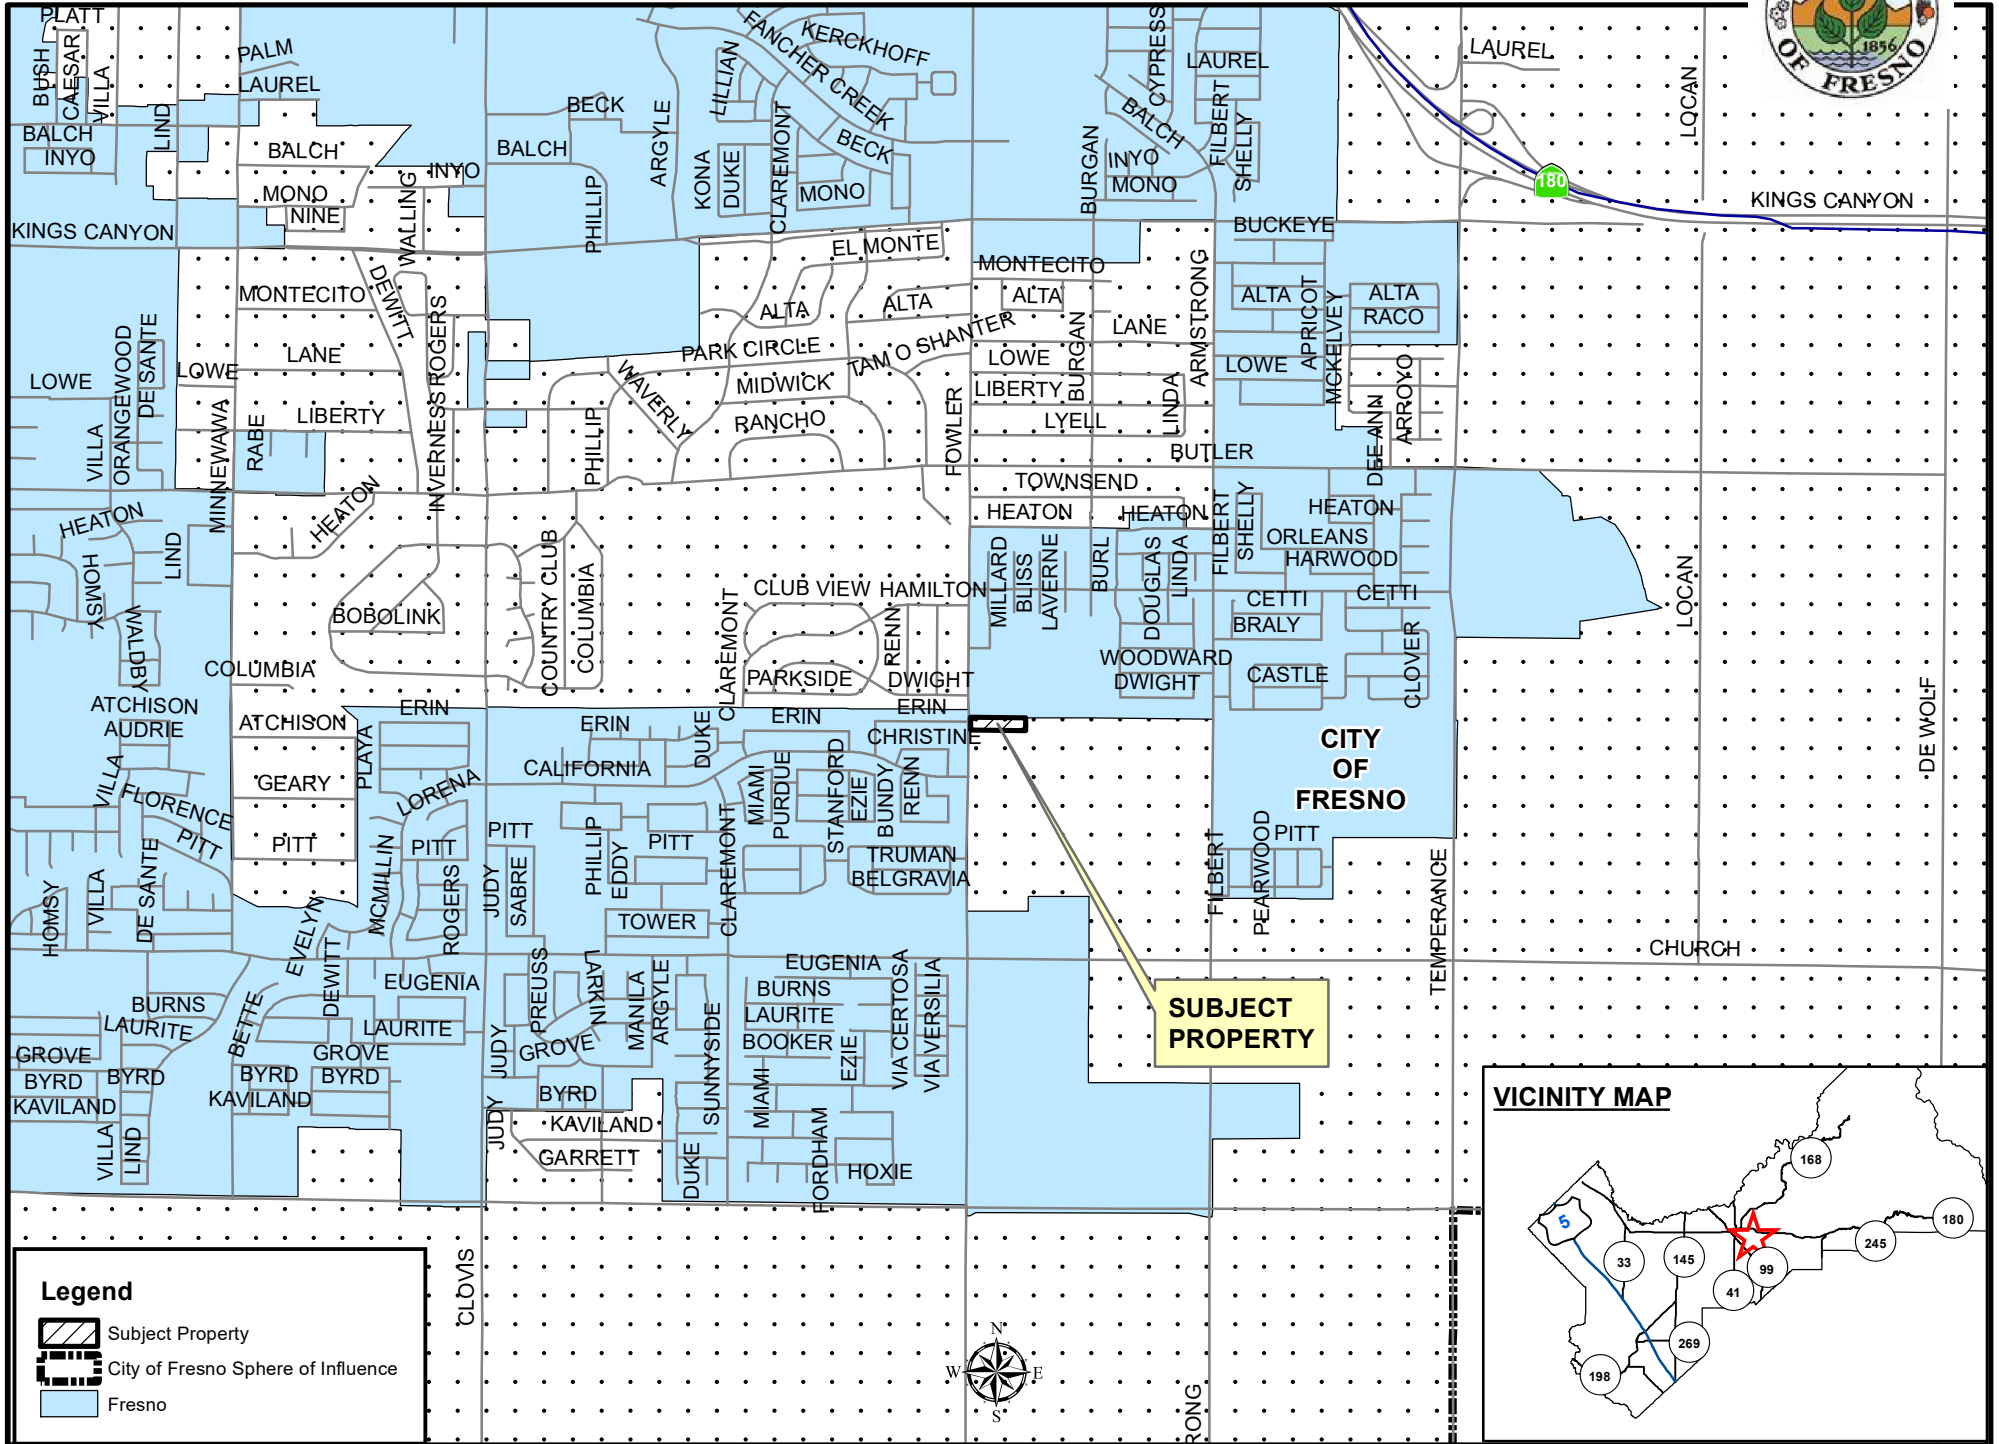 PLATT
BUSH
CAESAR
VILLA
PALM
LAUREL
LIND
BALCH
INYO
BALCH
MONO
NINE
INYO
WALLING
KINGS CANYON
BECK
BALCH
PHILLIP
ARGYLE
LILLIAN
FANCHER CREEK
KERCKHOFF
CLAREMONT
BECK
KONA
DUKE
MONO
CYPRESS
LAUREL
BALCH
FILBERT
SHELLY
BURGAN
INYO
MONO
LAUREL
LOCAN
180
KINGS CANYON
1856
OF FRESNO
BUCKEYE
EL MONTE
MONTECITO
ALTA
ALTA
ALTA
TAM O SHANTER
PARK CIRCLE
MIDWICK
RANCHO
WAVERLY
PHILLIP
FOWLER
LANE
LOWE
LIBERTY
LYELL
BURGAN
LINDA
ARMSTRONG
ALTA
APRICOT
MCKELVEY
ALTA
RACO
LOWE
ARROYO
DEE ANN
BUTLER
MONTECITO
DEWITT
ROGERS
INVERNESS
LANE
LOWE
LIBERTY
RABE
MINNEWAWA
LOWE
ORANGEWOOD
DE SANTE
VILLA
HEATON
HEATON
HOMSY
LIND
WALDBY
COLUMBIA
BOBOLINK
COUNTRY CLUB
COLUMBIA
CLAREMONT
CLUB VIEW
HAMILTON
RENN
PARKSIDE
DWIGHT
TOWNSEND
HEATON
HEATON
MILLARD
BLISS
LAVERNE
BURL
DOUGLAS
LINDA
WOODWARD
DWIGHT
FILBERT
SHELLY
HEATON
ORLEANS
HARWOOD
CETTI
CETTI
BRALY
CASTLE
CLOVER
LOCAN
DE WOLF
CITY
OF
FRESNO
ATCHISON
AUDRIE
VILLA
FLORENCE
PITT
ATCHISON
GEARY
PITT
PLAYA
ERIN
LORENA
MCMILLIN
PITT
ROGERS
ERIN
CALIFORNIA
DUKE
ERIN
ERIN
CHRISTINE
MIAMI
PURDUE
STANFORD
EZIE
BUNDY
RENN
PITT
JUDY
SABRE
PHILLIP
EDDY
PITT
CLAREMONT
TRUMAN
BELGRAVIA
TOWER
FILBERT
PEARWOOD
PITT
TEMPERANCE
CHURCH
HOMSY
VILLA
DE SANTE
EVELYN
DEWITT
BETTE
EUGENIA
LAURITE
BURNS
LAURITE
GROVE
BYRD
BYRD
KAVILAND
VILLA
LIND
GROVE
BYRD
BYRD
KAVILAND
PREUSS
LARKIN
MANILA
ARGYLE
JUDY
GROVE
BYRD
JUDY
KAVILAND
GARRETT
SUNNYSIDE
DUKE
EUGENIA
BURNS
LAURITE
BOOKER
EZIE
MIAMI
FORDHAM
HOXIE
VIA CERTOSA
VIA VERSILIA
SUBJECT
PROPERTY
CLOVIS
RONG
N
W
E
S
Legend
Subject Property
City of Fresno Sphere of Influence
Fresno
VICINITY MAP
168
5
180
245
33
145
99
41
269
198